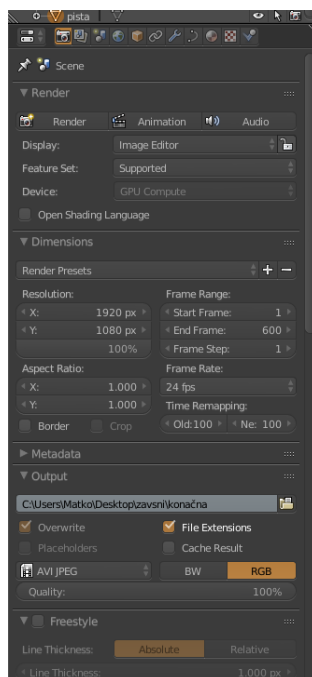 pista
Scene
Render
Render Animation Audio
Display: Image Editor
Feature Set: Supported
Device: GPU Compute
Open Shading Language
Dimensions
Render Presets
Resolution: Frame Range:
X: 1920 px Start Frame: 1
Y: 1080 px End Frame: 600
100% Frame Step: 1
Aspect Ratio: Frame Rate:
X: 1.000 24 fps
Y: 1.000 Time Remapping:
Border Crop Old:100 Ne: 100
Metadata
Output
C:\Users\Matko\Desktop\zavsni\konačna
Overwrite File Extensions
Placeholders Cache Result
AVI JPEG BW RGB
Quality: 100%
Freestyle
Line Thickness: Absolute Relative
Line Thickness: 1.000 px